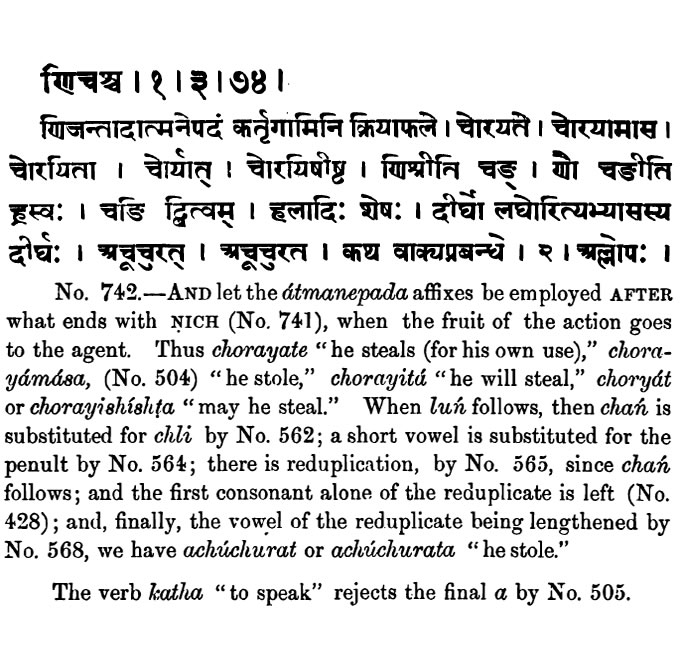 णिचश्च । १ । ३ । ७४ ।
णिजन्तादात्मनेपदं कर्तृगामिनि क्रियाफले । चोरयते । चोरयामास ।
चोरयिता । चोर्यात् । चोरयिषीष्ट । णिश्रीति चङ् । णौ चङीति
ह्रस्वः । चङि द्वित्वम् । हलादिः शेषः । दीर्घो लघोरित्यभ्यासस्य
दीर्घः । अचूचुरत् । अचूचुरत । कथ वाक्यप्रबन्धे । २ । अल्लोपः ।
No. 742.—AND let the átmanepada affixes be employed AFTER
what ends with ṆICH (No. 741), when the fruit of the action goes
to the agent. Thus chorayate "he steals (for his own use)," chora-
yámása, (No. 504) "he stole," chorayitá "he will steal," choryát
or chorayishíshṭa "may he steal." When luń follows, then chań is
substituted for chli by No. 562; a short vowel is substituted for the
penult by No. 564; there is reduplication, by No. 565, since chań
follows; and the first consonant alone of the reduplicate is left (No.
428); and, finally, the vowel of the reduplicate being lengthened by
No. 568, we have achúchurat or achúchurata "he stole."
The verb katha "to speak" rejects the final a by No. 505.